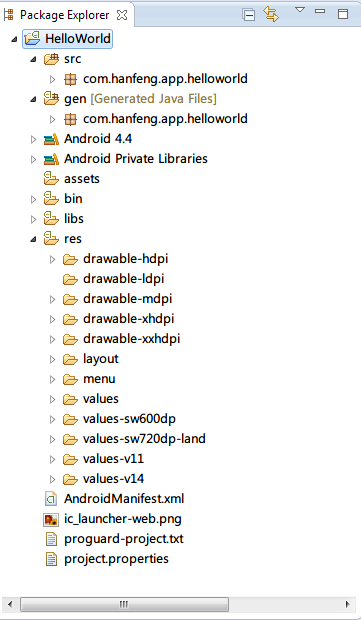 Package Explorer
HelloWorld
src
com.hanfeng.app.helloworld
gen [Generated Java Files]
com.hanfeng.app.helloworld
Android 4.4
Android Private Libraries
assets
bin
libs
res
drawable-hdpi
drawable-ldpi
drawable-mdpi
drawable-xhdpi
drawable-xxhdpi
layout
menu
values
values-sw600dp
values-sw720dp-land
values-v11
values-v14
AndroidManifest.xml
ic_launcher-web.png
proguard-project.txt
project.properties